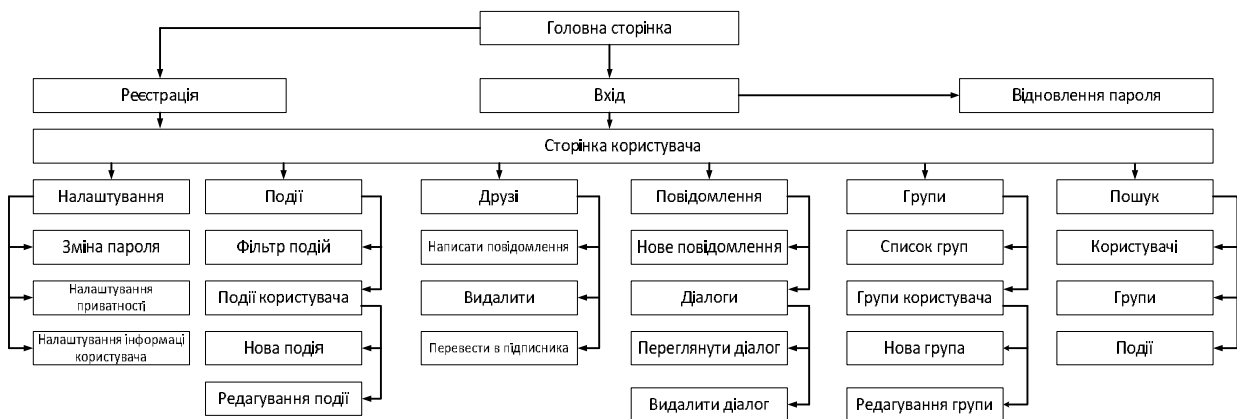 Головна сторінка
Реєстрація
Вхід
Відновлення пароля
Сторінка користувача
Налаштування
Події
Друзі
Повідомлення
Групи
Пошук
Зміна пароля
Фільтр подій
Написати повідомлення
Нове повідомлення
Список груп
Користувачі
Налаштування
приватності
Події користувача
Видалити
Діалоги
Групи користувача
Групи
Налаштування інформаці
користувача
Нова подія
Перевести в підписника
Переглянути діалог
Нова група
Події
Редагування події
Видалити діалог
Редагування групи